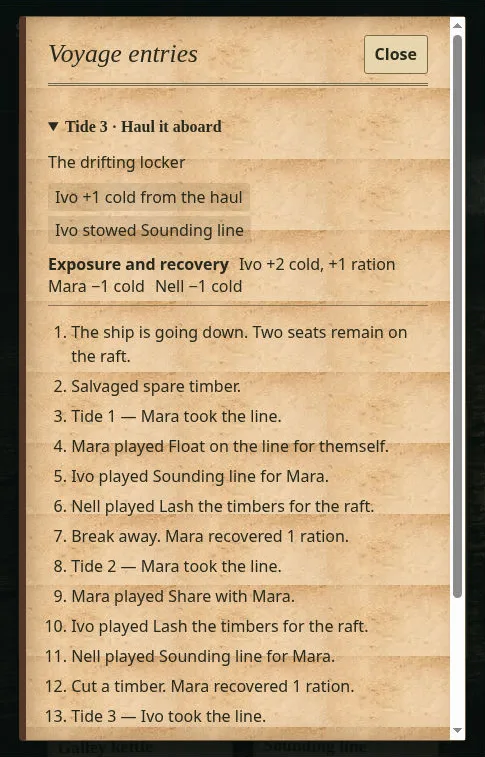 Voyage entries
Close
▼ Tide 3 · Haul it aboard
The drifting locker
Ivo +1 cold from the haul
Ivo stowed Sounding line
Exposure and recovery Ivo +2 cold, +1 ration
Mara −1 cold Nell −1 cold
1. The ship is going down. Two seats remain on
the raft.
2. Salvaged spare timber.
3. Tide 1 — Mara took the line.
4. Mara played Float on the line for themself.
5. Ivo played Sounding line for Mara.
6. Nell played Lash the timbers for the raft.
7. Break away. Mara recovered 1 ration.
8. Tide 2 — Mara took the line.
9. Mara played Share with Mara.
10. Ivo played Lash the timbers for the raft.
11. Nell played Sounding line for Mara.
12. Cut a timber. Mara recovered 1 ration.
13. Tide 3 — Ivo took the line.
Galley kettle
Sounding line